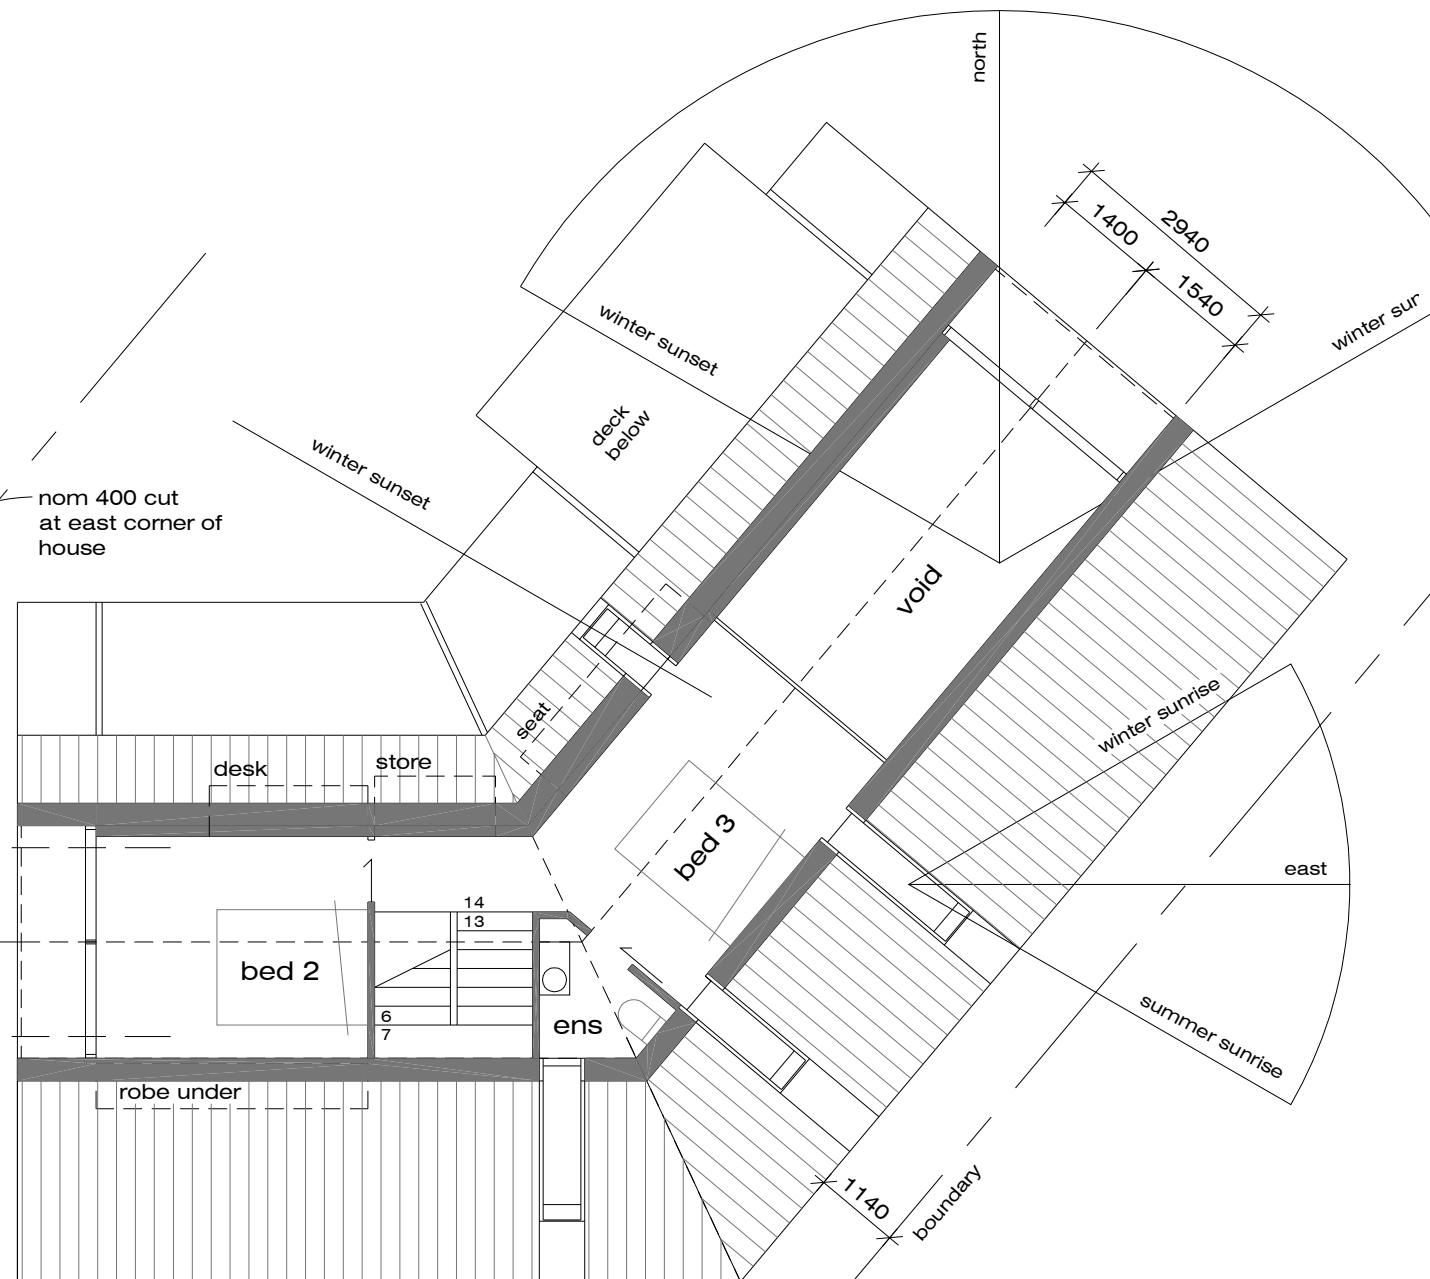 north
2940
1400
1540
winter sunset
winter sur
deck
below
winter sunset
nom 400 cut
at east corner of
house
void
winter sunrise
seat
desk
store
bed 3
east
14
13
bed 2
6
7
ens
summer sunrise
robe under
1140
boundary